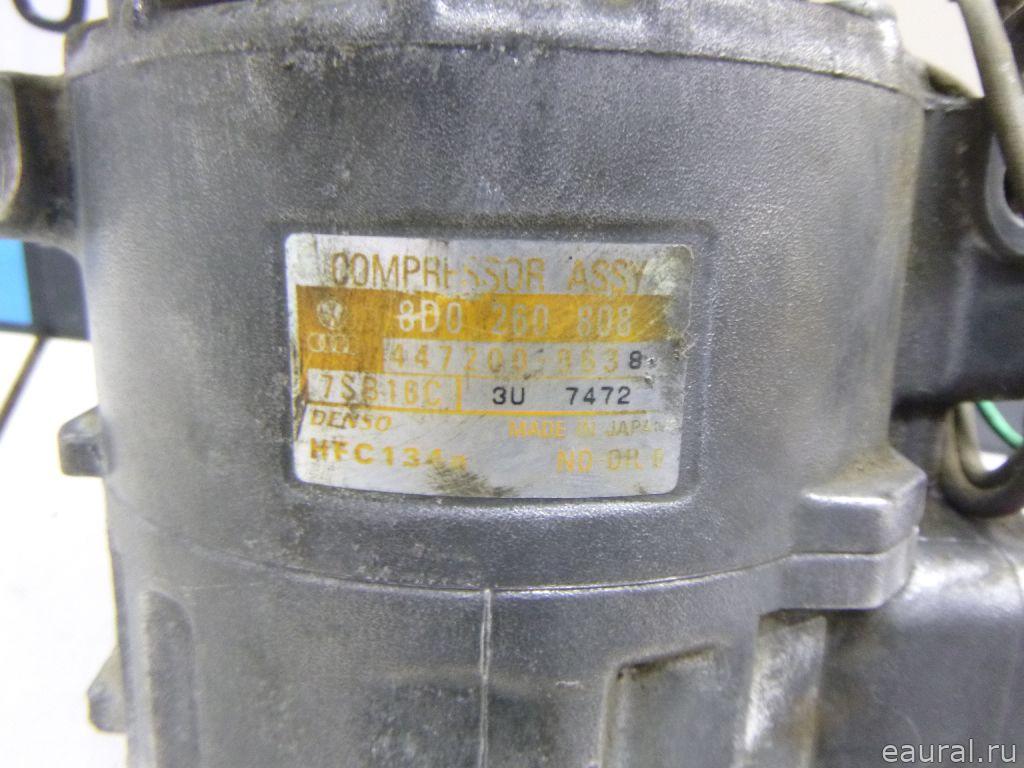 COMPRESSOR ASSY
8D0 260 808
Audi
447200-9638
7SB16C 3U 7472
DENSO MADE IN JAPAN
HFC134a ND-OIL 8
eaural.ru